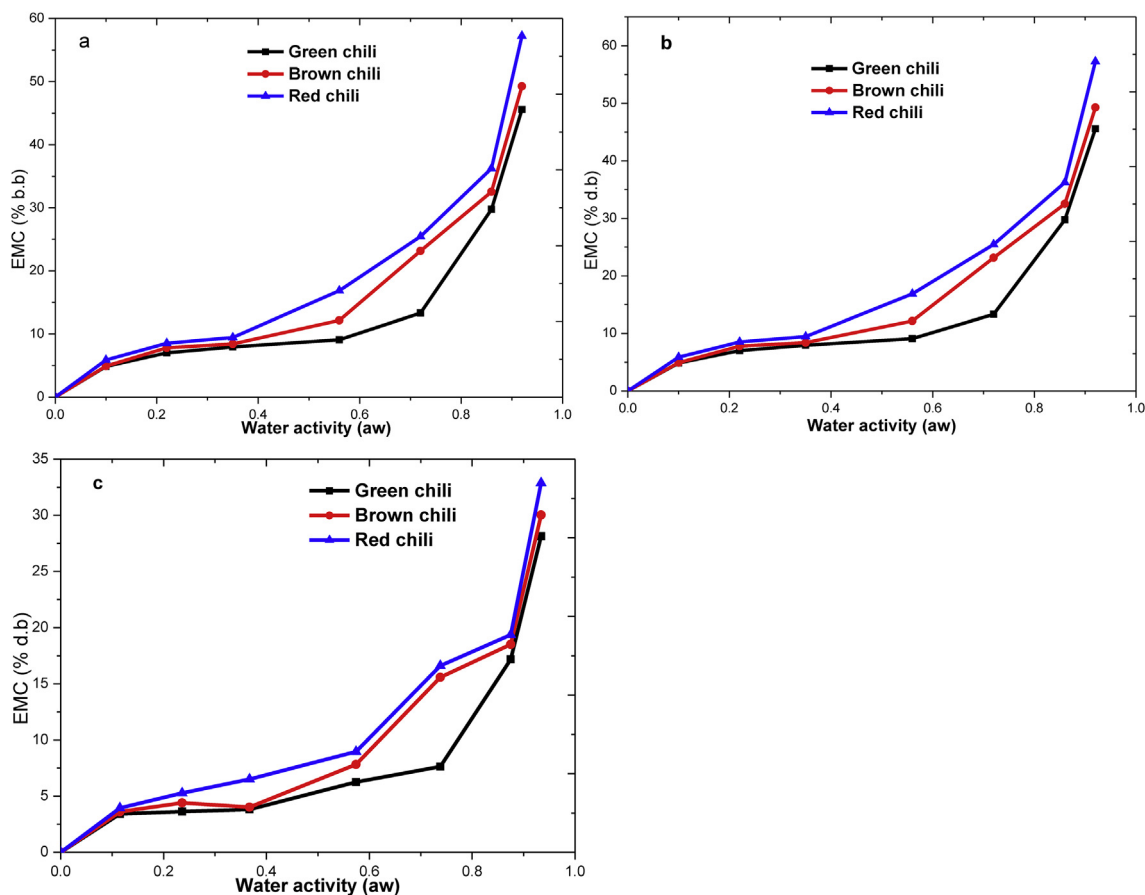 a
Green chili
Brown chili
Red chili
60
50
40
30
20
10
0
EMC (% b.b)
0.0 0.2 0.4 0.6 0.8 1.0
Water activity (aw)
b
Green chili
Brown chili
Red chili
60
50
40
30
20
10
0
EMC (% d.b)
0.0 0.2 0.4 0.6 0.8 1.0
Water activity (aw)
c
Green chili
Brown chili
Red chili
35
30
25
20
15
10
5
0
EMC (% d.b)
0.0 0.2 0.4 0.6 0.8 1.0
Water activity (aw)